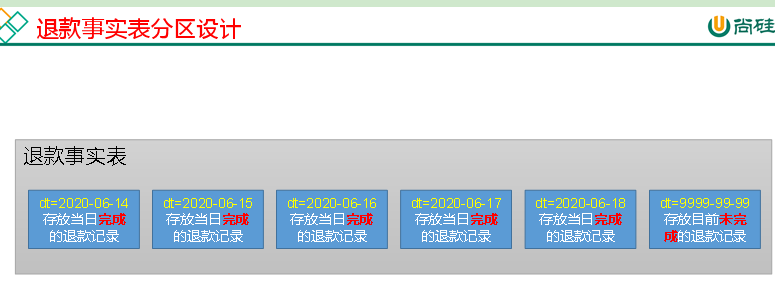 退款事实表分区设计
尚硅
退款事实表
dt=2020-06-14
存放当日完成
的退款记录
dt=2020-06-15
存放当日完成
的退款记录
dt=2020-06-16
存放当日完成
的退款记录
dt=2020-06-17
存放当日完成
的退款记录
dt=2020-06-18
存放当日完成
的退款记录
dt=9999-99-99
存放目前未完
成的退款记录